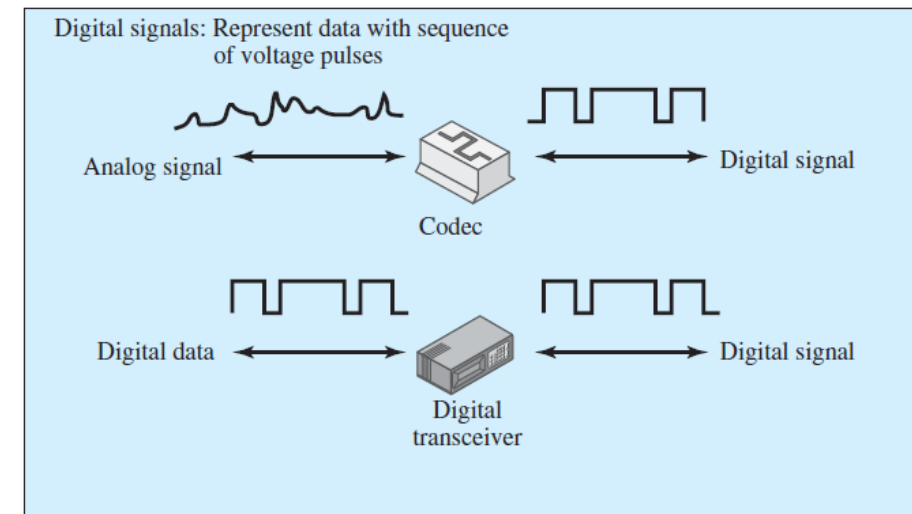 Digital signals: Represent data with sequence
of voltage pulses
Analog signal
Digital signal
Codec
Digital data
Digital signal
Digital
transceiver